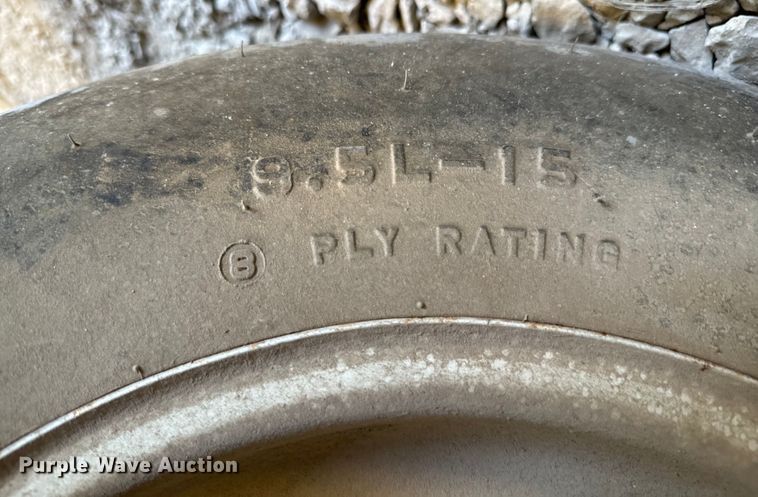 9.5L-15
8 PLY RATING
Purple Wave Auction®